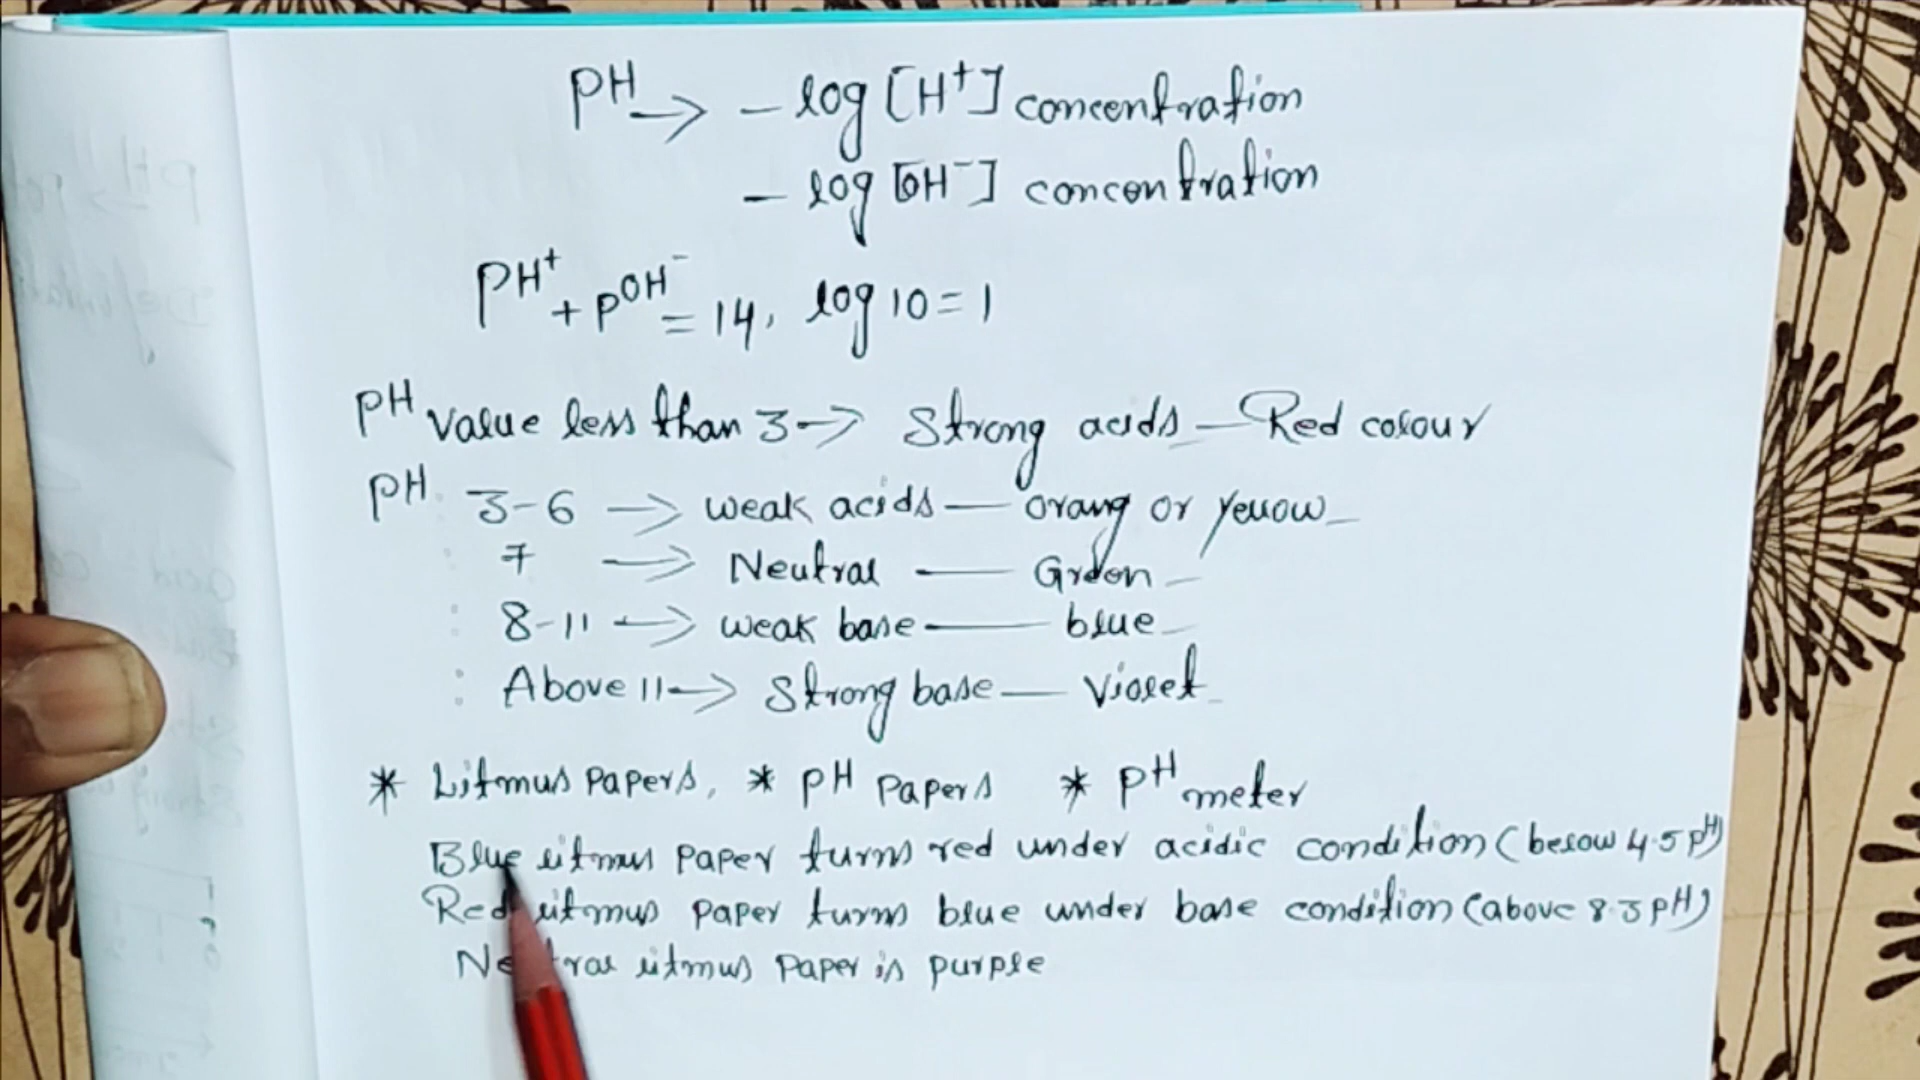 pH → - log [H⁺] concentration
- log [OH⁻] concentration
pH⁺ + pOH⁻ = 14, log 10 = 1
pH value less than 3 → Strong acids - Red colour
pH 3-6 → weak acids - orang or yellow
7 → Neutral - Green
8-11 → weak base - blue
Above 11 → Strong base - Violet
* Litmus papers, * pH papers * pH meter
Blue litmus paper turns red under acidic condition (below 4.5 pH)
Red litmus paper turns blue under base condition (above 8.3 pH)
Neutral litmus paper is purple